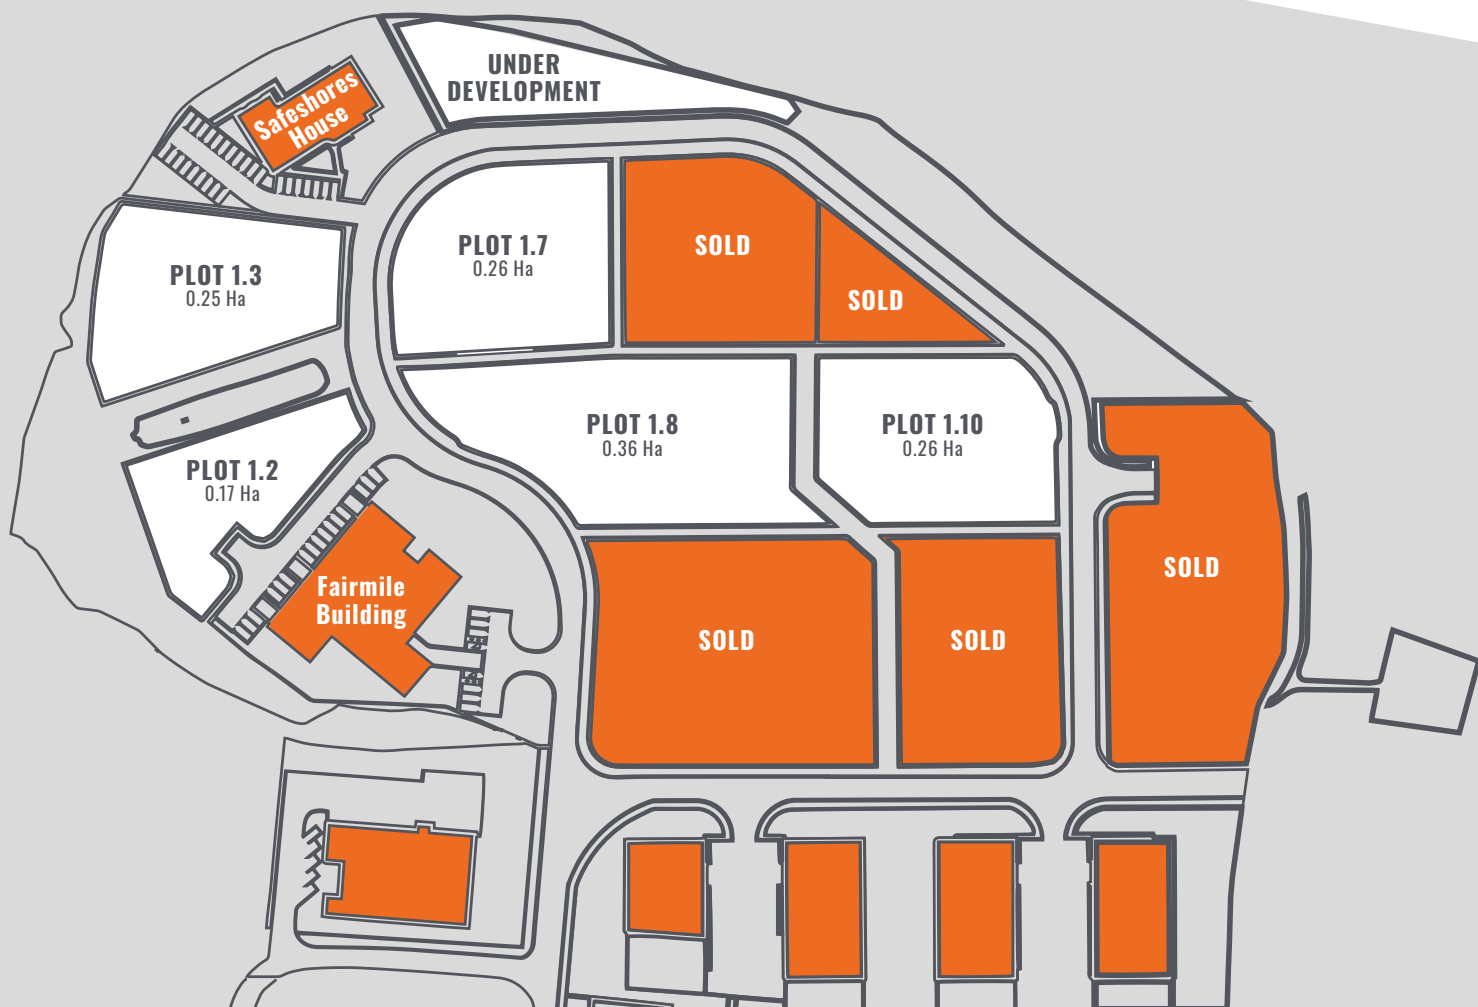 UNDER
DEVELOPMENT
Safeshores
House
PLOT 1.7
0.26 Ha
SOLD
SOLD
PLOT 1.3
0.25 Ha
PLOT 1.8
0.36 Ha
PLOT 1.10
0.26 Ha
PLOT 1.2
0.17 Ha
SOLD
Fairmile
Building
SOLD
SOLD